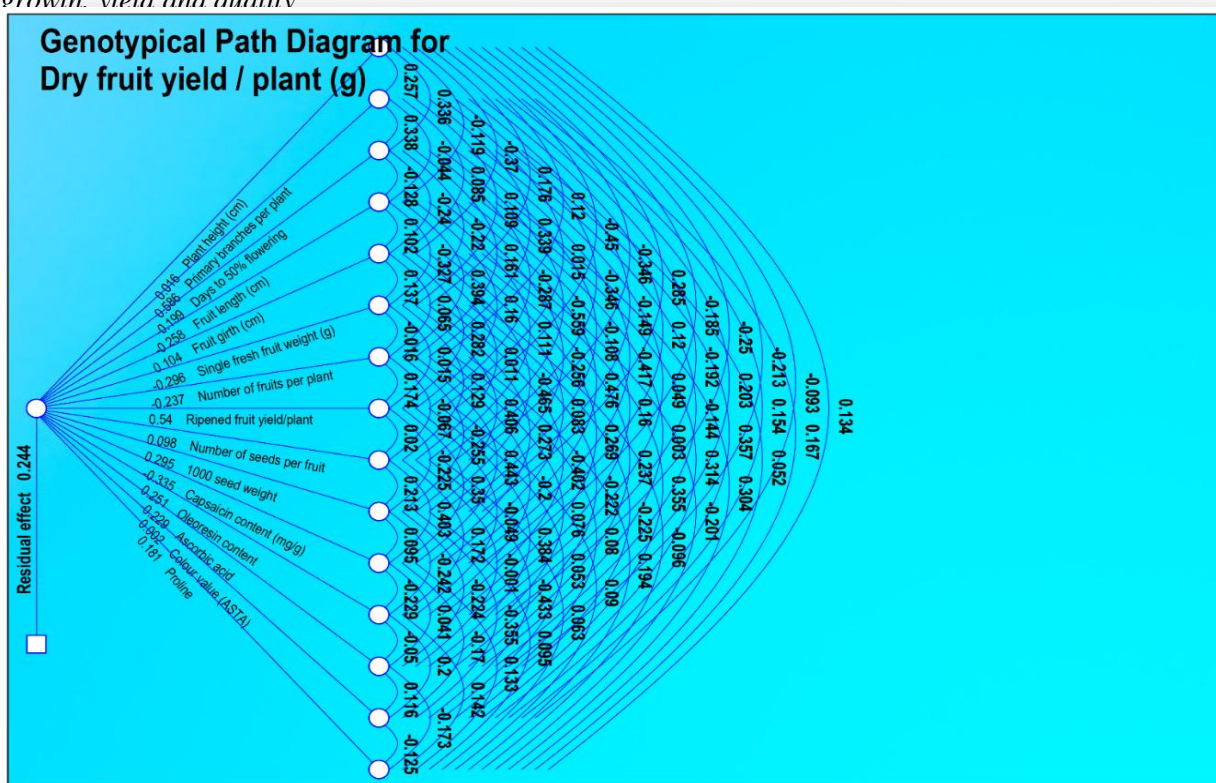 growth, yield and quality
Genotypical Path Diagram for
Dry fruit yield / plant (g)
0.016 Plant height (cm)
0.586 Primary branches per plant
0.199 Days to 50% flowering
-0.258 Fruit length (cm)
0.104 Fruit girth (cm)
-0.296 Single fresh fruit weight (g)
-0.237 Number of fruits per plant
0.54 Ripened fruit yield/plant
0.098 Number of seeds per fruit
0.295 1000 seed weight
-0.335 Capsaicin content (mg/g)
0.251 Oleoresin content
0.229 Ascorbic acid
0.002 Colour value (ASTA)
0.181 Proline
Residual effect 0.244
0.257 0.338 -0.128 0.102 0.137 -0.016 0.174 0.02 0.213 0.095 -0.229 -0.05 0.116 -0.125
0.336 -0.044 -0.24 -0.327 0.065 0.015 -0.067 -0.225 0.403 -0.242 0.041 0.2 -0.173
-0.119 0.085 -0.22 0.394 0.282 0.129 -0.255 0.35 0.172 -0.224 -0.17 0.142
-0.37 0.109 0.161 0.16 0.011 0.406 0.443 -0.049 -0.001 -0.355 0.133
0.176 0.339 -0.287 0.111 -0.465 0.273 -0.2 0.384 -0.433 0.095
0.12 0.015 -0.559 -0.256 0.083 -0.402 0.076 0.053 0.063
-0.45 -0.346 -0.108 0.476 0.269 -0.222 0.08 0.09
-0.346 -0.149 -0.417 0.16 0.237 -0.225 0.194
0.285 0.12 0.049 0.003 0.355 -0.096
-0.185 -0.192 -0.144 0.314 -0.201
-0.25 0.203 0.357 0.304
-0.213 0.154 0.052
-0.093 0.167
0.134